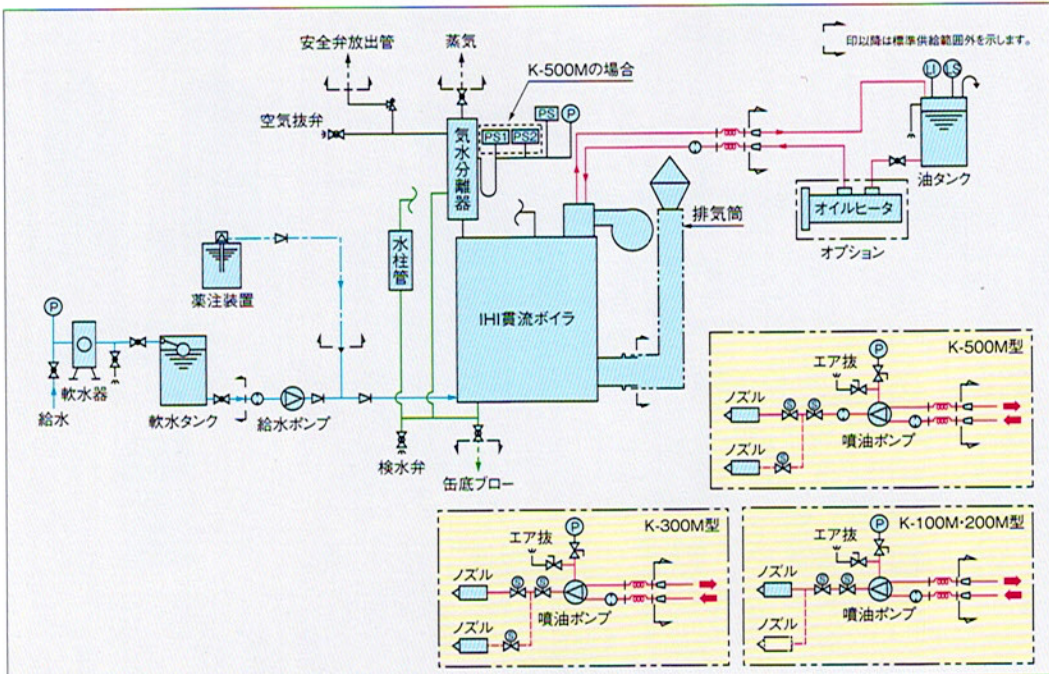 安全弁放出管
蒸気
K-500Mの場合
印以降は標準供給範囲外を示します。
空気抜弁
気水分離器
PS1
PS2
PS
P
LI
LS
油タンク
オイルヒータ
オプション
排気筒
水柱管
薬注装置
IHI貫流ボイラ
P
軟水器
給水
軟水タンク
給水ポンプ
検水弁
缶底ブロー
K-500M型
P
エア抜
ノズル
S
S
噴油ポンプ
ノズル
S
K-300M型
P
エア抜
ノズル
S
S
噴油ポンプ
ノズル
S
K-100M・200M型
P
エア抜
ノズル
S
S
噴油ポンプ
ノズル